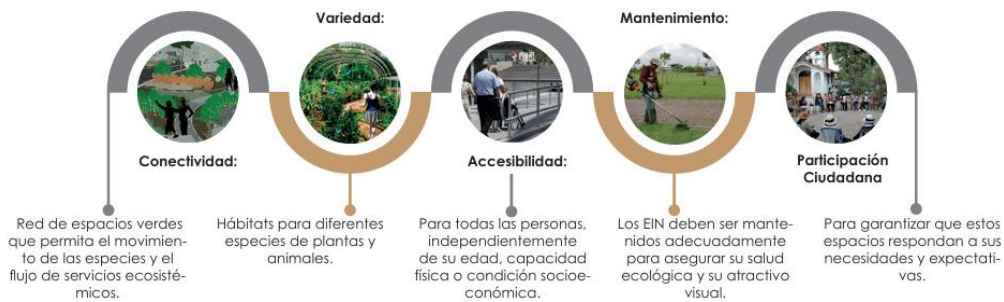 Variedad:
Mantenimiento:
Conectividad:
Accesibilidad:
Participación
Ciudadana
Red de espacios verdes
que permita el movimien-
to de las especies y el
flujo de servicios ecosisté-
micos.
Hábitats para diferentes
especies de plantas y
animales.
Para todas las personas,
independientemente
de su edad, capacidad
física o condición socioe-
conómica.
Los EIN deben ser mante-
nidos adecuadamente
para asegurar su salud
ecológica y su atractivo
visual.
Para garantizar que estos
espacios respondan a sus
necesidades y expectati-
vas.